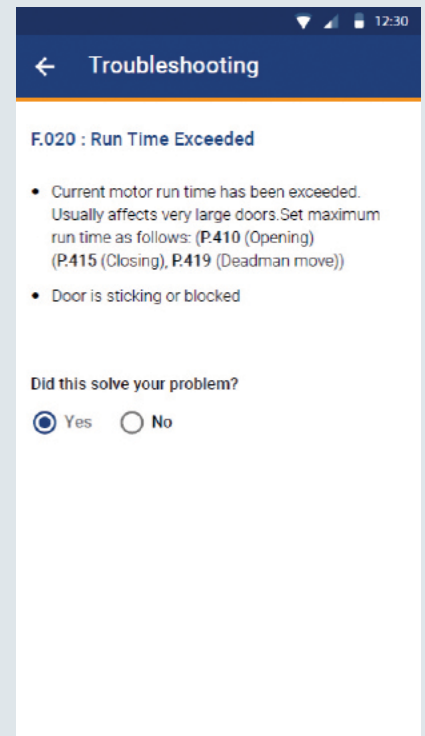 12:30
Troubleshooting
F.020 : Run Time Exceeded
• Current motor run time has been exceeded.
Usually affects very large doors.Set maximum
run time as follows: (P.410 (Opening)
(P.415 (Closing), P.419 (Deadman move))
• Door is sticking or blocked
Did this solve your problem?
Yes No